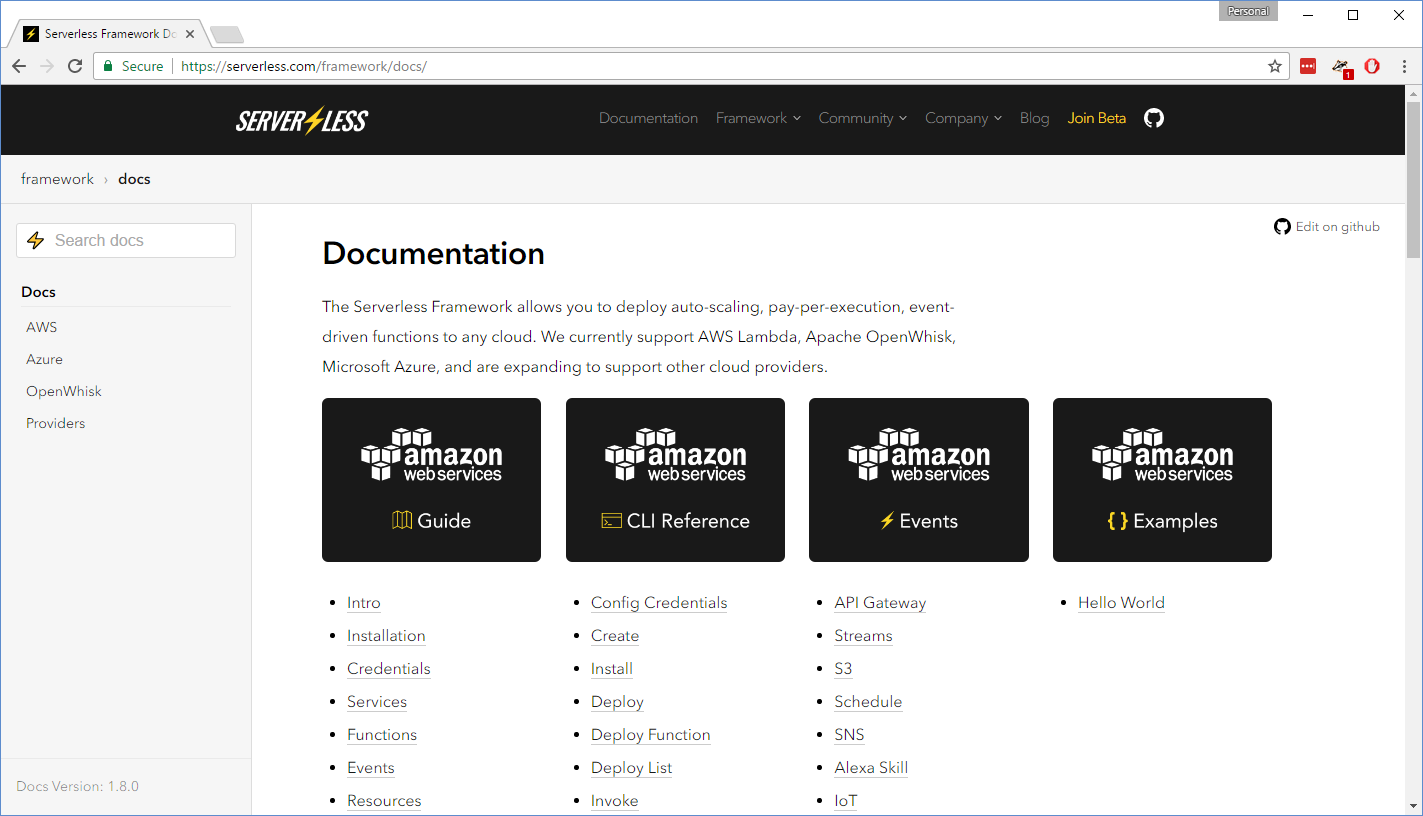 Personal
Serverless Framework Do
Secure
https://serverless.com/framework/docs/
1
SERVERLESS
Documentation
Framework
Community
Company
Blog
Join Beta
framework › docs
Search docs
Docs
AWS
Azure
OpenWhisk
Providers
Docs Version: 1.8.0
Edit on github
Documentation
The Serverless Framework allows you to deploy auto-scaling, pay-per-execution, event-
driven functions to any cloud. We currently support AWS Lambda, Apache OpenWhisk,
Microsoft Azure, and are expanding to support other cloud providers.
amazon
web services
Guide
Intro
Installation
Credentials
Services
Functions
Events
Resources
amazon
web services
CLI Reference
Config Credentials
Create
Install
Deploy
Deploy Function
Deploy List
Invoke
amazon
web services
Events
API Gateway
Streams
S3
Schedule
SNS
Alexa Skill
IoT
amazon
web services
{ } Examples
Hello World